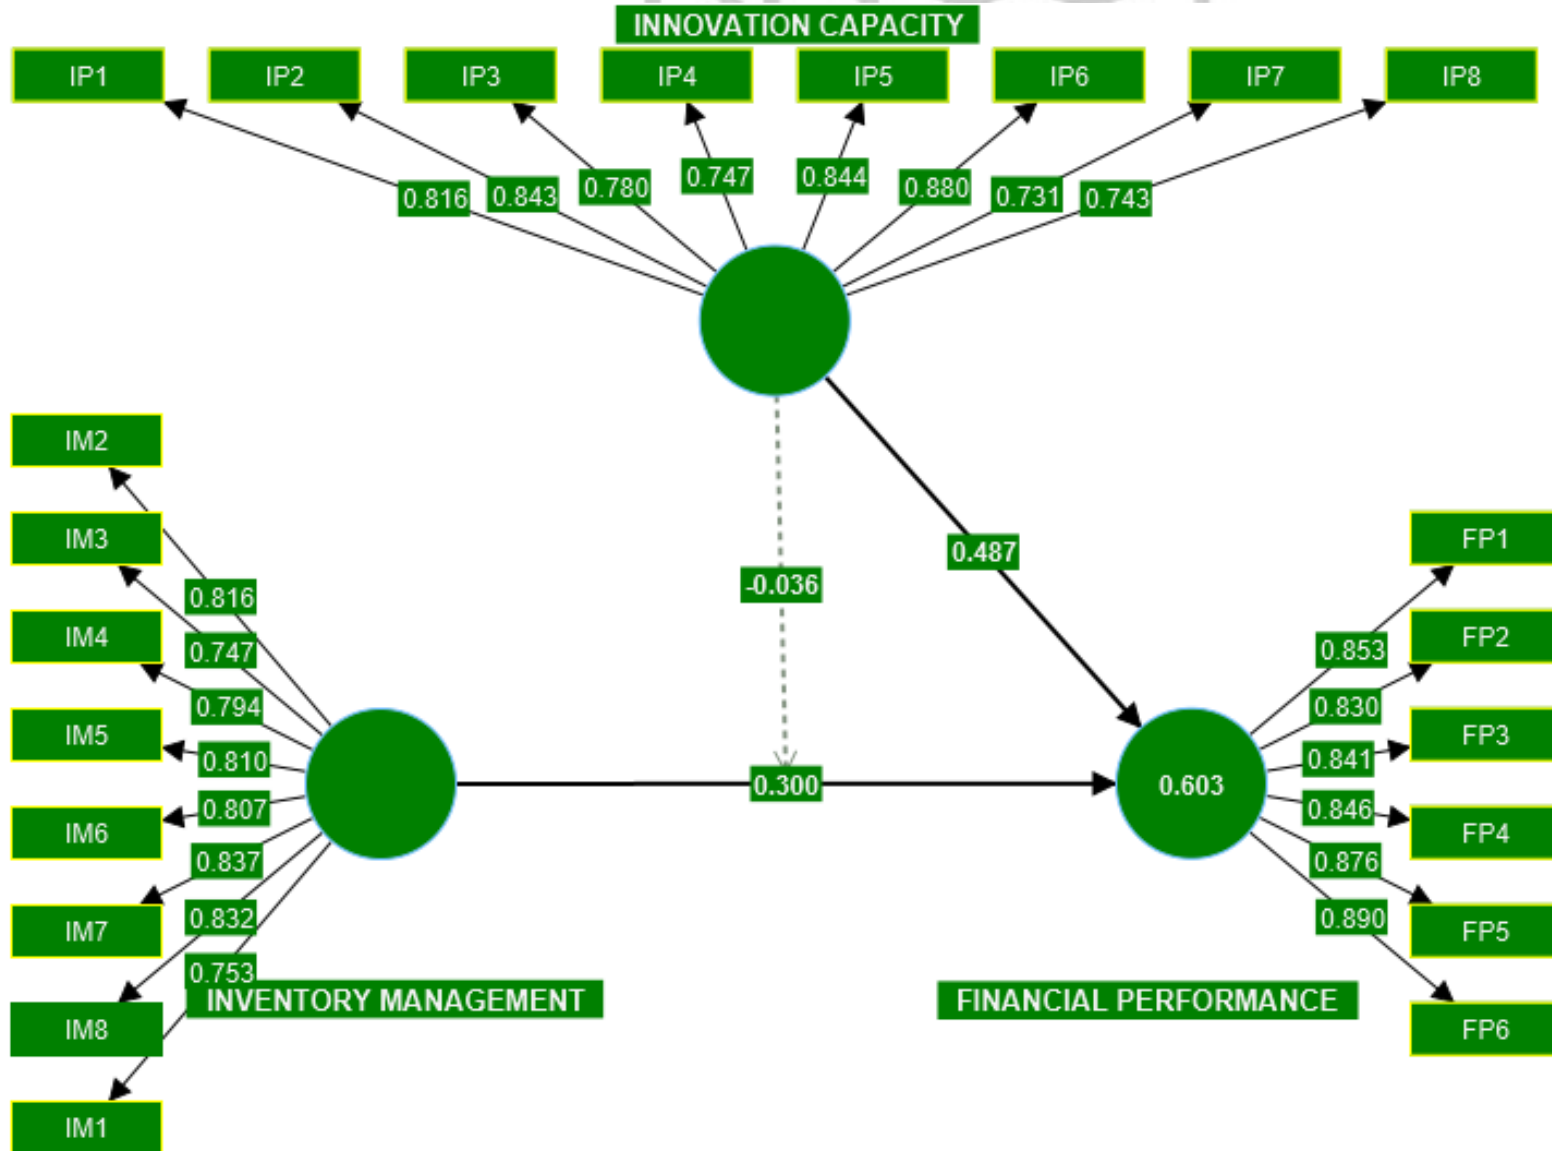 INNOVATION CAPACITY
IP1 IP2 IP3 IP4 IP5 IP6 IP7 IP8
0.816 0.843 0.780 0.747 0.844 0.880 0.731 0.743
IM2
IM3
IM4
IM5
IM6
IM7
IM8
IM1
0.816
0.747
0.794
0.810
0.807
0.837
0.832
0.753
INVENTORY MANAGEMENT
-0.036
0.487
0.300
0.603
FINANCIAL PERFORMANCE
0.853
0.830
0.841
0.846
0.876
0.890
FP1
FP2
FP3
FP4
FP5
FP6